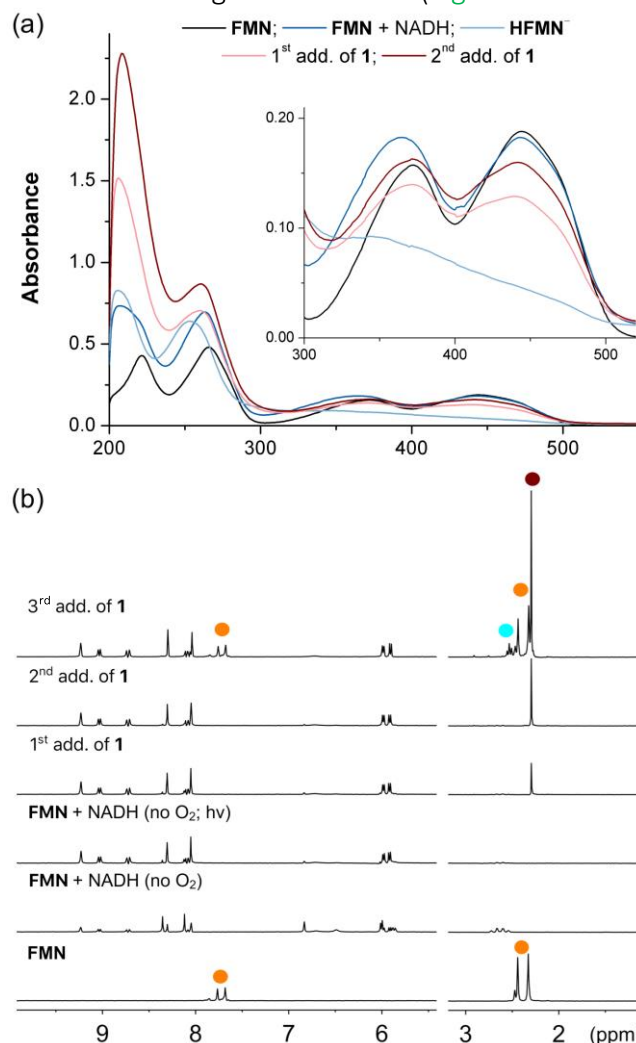 (a)
FMN; FMN + NADH; HFMN⁻
1st add. of 1; 2nd add. of 1
Absorbance
2.0
1.5
1.0
0.5
0.0
200 300 400 500
0.20
0.10
0.00
300 400 500
(b)
3rd add. of 1
2nd add. of 1
1st add. of 1
FMN + NADH (no O₂; hv)
FMN + NADH (no O₂)
FMN
9 8 7 6 3 2 (ppm